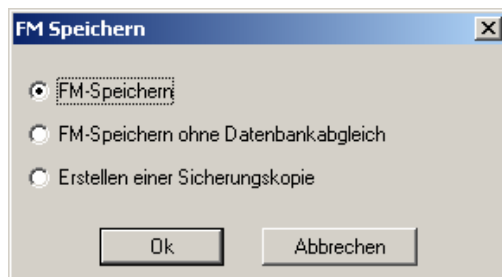 FM Speichern
FM-Speichern
FM-Speichern ohne Datenbankabgleich
Erstellen einer Sicherungskopie
Ok Abbrechen